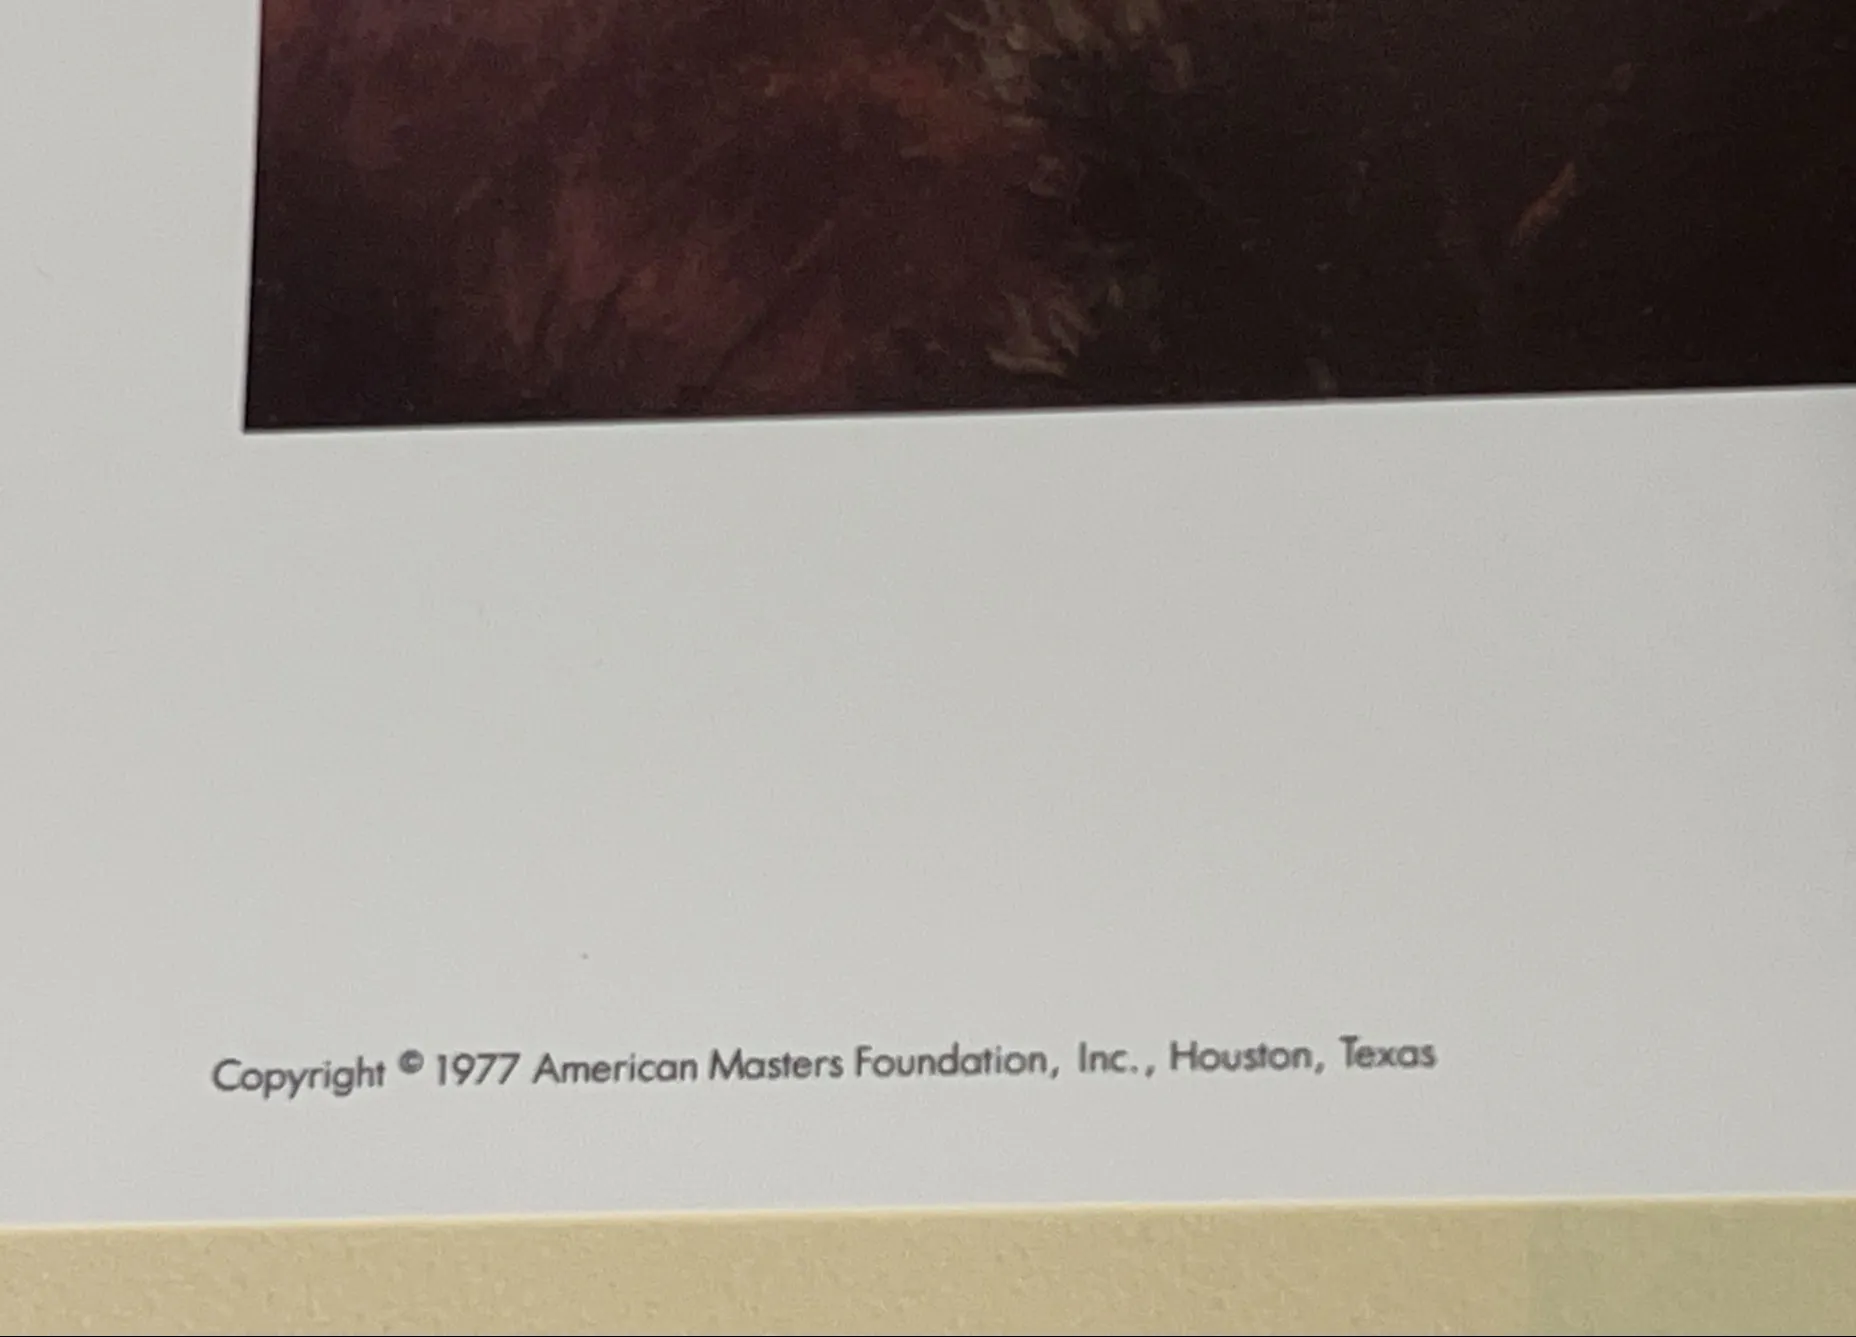 Copyright © 1977 American Masters Foundation, Inc., Houston, Texas